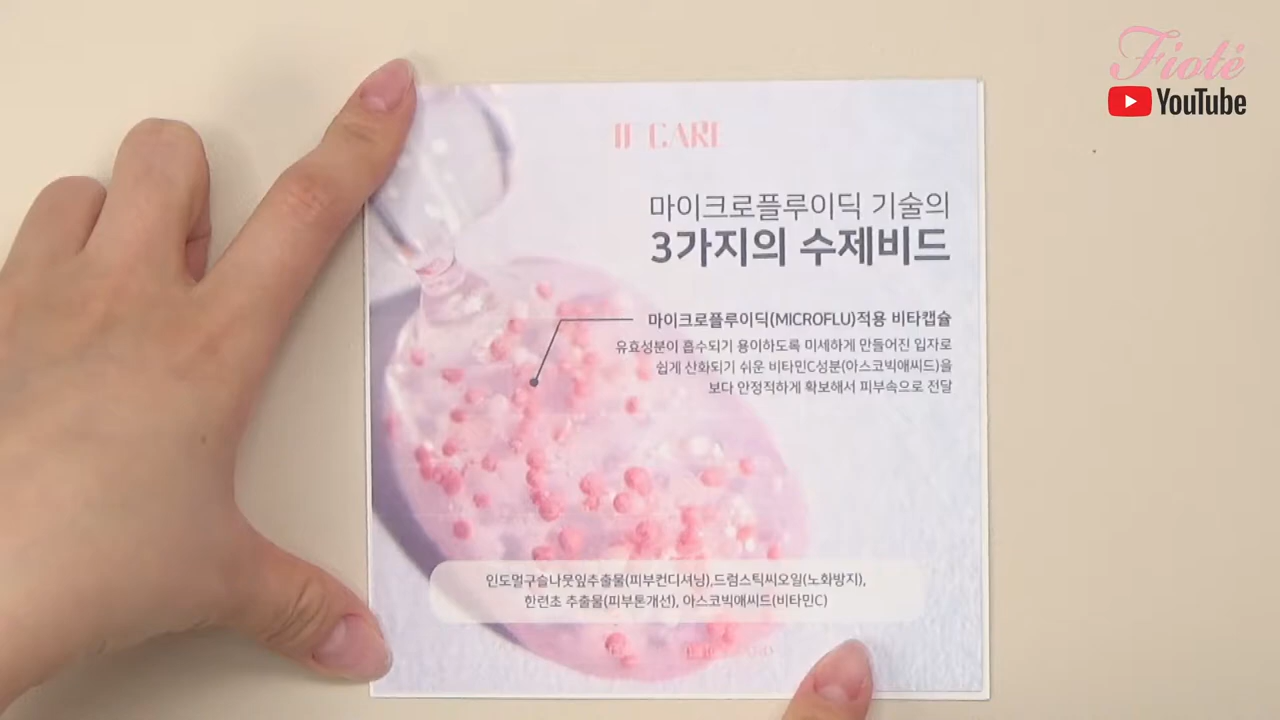 Fiotė
YouTube
IF CARE
마이크로플루이딕 기술의
3가지의 수제비드
마이크로플루이딕(MICROFLU)적용 비타캡슐
유효성분이 흡수되기 용이하도록 미세하게 만들어진 입자로
쉽게 산화되기 쉬운 비타민C성분(아스코빅애씨드)을
보다 안정적하게 확보해서 피부속으로 전달
인도멀구슬나뭇잎추출물(피부컨디셔닝),드럼스틱씨오일(노화방지),
한련초 추출물(피부톤개선), 아스코빅애씨드(비타민C)